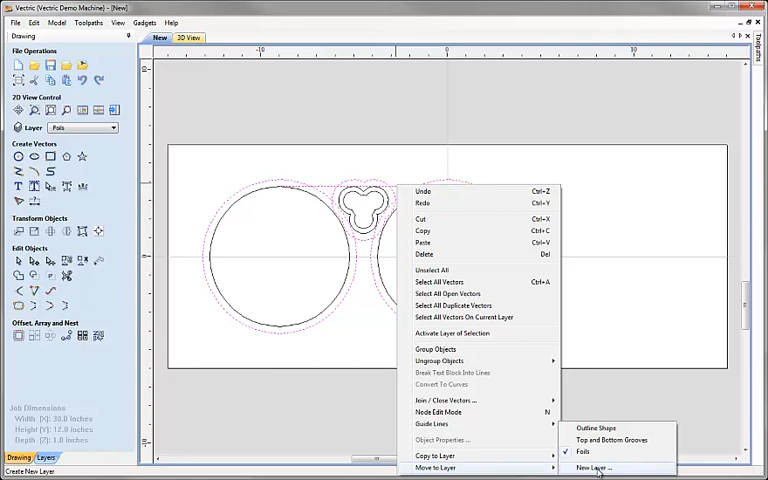 Vectric (Vectric Demo Machine) - [New]
File Edit Model Toolpaths View Gadgets Help
Drawing
New 3D View
Toolpaths
File Operations
-10 0 10
2D View Control
Layer Foils
Create Vectors
Transform Objects
Edit Objects
Offset, Array and Nest
Job Dimensions
Width (X): 30.0 inches
Height (Y): 12.0 inches
Depth (Z): 1.0 inches
Drawing Layers
Create New Layer
Undo Ctrl+Z
Redo Ctrl+Y
Cut Ctrl+X
Copy Ctrl+C
Paste Ctrl+V
Delete Del
Unselect All
Select All Vectors Ctrl+A
Select All Open Vectors
Select All Duplicate Vectors
Select All Vectors On Current Layer
Activate Layer of Selection
Group Objects
Ungroup Objects
Break Text Block Into Lines
Convert To Curves
Join / Close Vectors ...
Node Edit Mode N
Guide Lines
Object Properties ...
Copy to Layer
Move to Layer
Outline Shape
Top and Bottom Grooves
Foils
New Layer ...